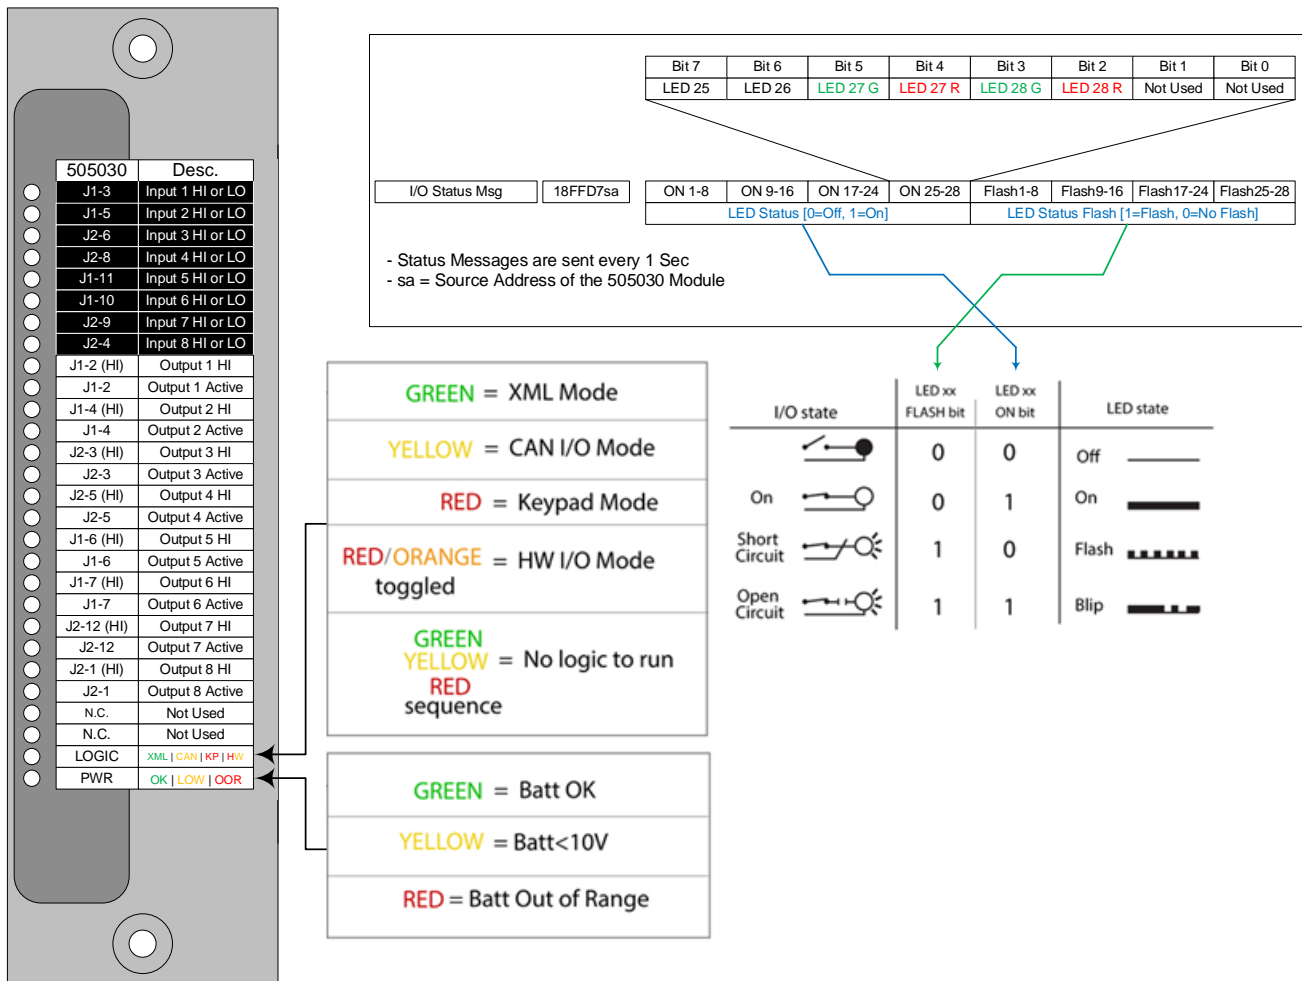 505030 Desc.
J1-3 Input 1 HI or LO
J1-5 Input 2 HI or LO
J2-6 Input 3 HI or LO
J2-8 Input 4 HI or LO
J1-11 Input 5 HI or LO
J1-10 Input 6 HI or LO
J2-9 Input 7 HI or LO
J2-4 Input 8 HI or LO
J1-2 (HI) Output 1 HI
J1-2 Output 1 Active
J1-4 (HI) Output 2 HI
J1-4 Output 2 Active
J2-3 (HI) Output 3 HI
J2-3 Output 3 Active
J2-5 (HI) Output 4 HI
J2-5 Output 4 Active
J1-6 (HI) Output 5 HI
J1-6 Output 5 Active
J1-7 (HI) Output 6 HI
J1-7 Output 6 Active
J2-12 (HI) Output 7 HI
J2-12 Output 7 Active
J2-1 (HI) Output 8 HI
J2-1 Output 8 Active
N.C. Not Used
N.C. Not Used
LOGIC XML | CAN | KP | HW
PWR OK | LOW | OOR
Bit 7 Bit 6 Bit 5 Bit 4 Bit 3 Bit 2 Bit 1 Bit 0
LED 25 LED 26 LED 27 G LED 27 R LED 28 G LED 28 R Not Used Not Used
I/O Status Msg 18FFD7sa ON 1-8 ON 9-16 ON 17-24 ON 25-28 Flash1-8 Flash9-16 Flash17-24 Flash25-28
LED Status [0=Off, 1=On] LED Status Flash [1=Flash, 0=No Flash]
- Status Messages are sent every 1 Sec
- sa = Source Address of the 505030 Module
GREEN = XML Mode
YELLOW = CAN I/O Mode
RED = Keypad Mode
RED/ORANGE = HW I/O Mode
toggled
GREEN
YELLOW = No logic to run
RED
sequence
GREEN = Batt OK
YELLOW = Batt<10V
RED = Batt Out of Range
LED xx LED xx
I/O state FLASH bit ON bit LED state
0 0 Off
On 0 1 On
Short
Circuit 1 0 Flash
Open
Circuit 1 1 Blip